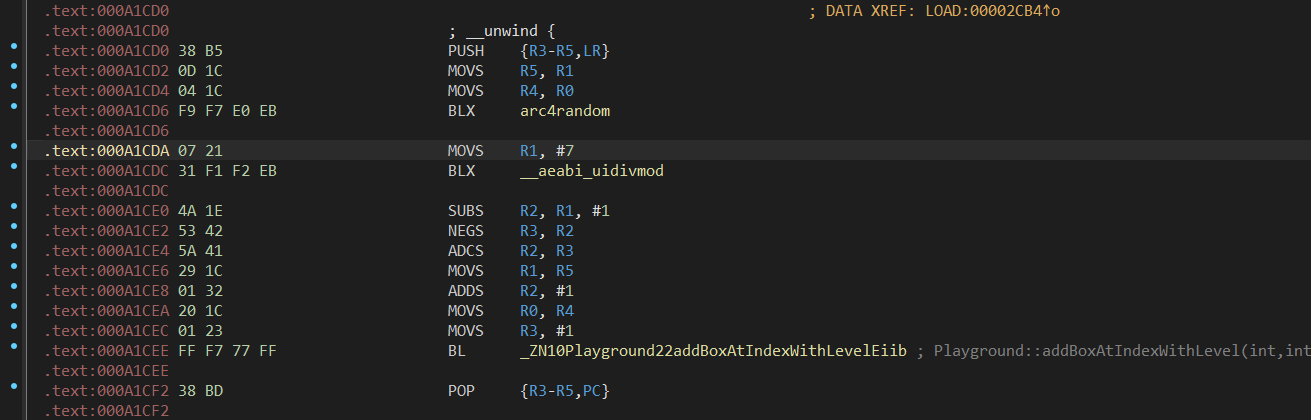 .text:000A1CD0 ; DATA XREF: LOAD:00002CB4↑o
.text:000A1CD0 ; __unwind {
.text:000A1CD0 38 B5 PUSH {R3-R5,LR}
.text:000A1CD2 0D 1C MOVS R5, R1
.text:000A1CD4 04 1C MOVS R4, R0
.text:000A1CD6 F9 F7 E0 EB BLX arc4random
.text:000A1CD6
.text:000A1CDA 07 21 MOVS R1, #7
.text:000A1CDC 31 F1 F2 EB BLX __aeabi_uidivmod
.text:000A1CDC
.text:000A1CE0 4A 1E SUBS R2, R1, #1
.text:000A1CE2 53 42 NEGS R3, R2
.text:000A1CE4 5A 41 ADCS R2, R3
.text:000A1CE6 29 1C MOVS R1, R5
.text:000A1CE8 01 32 ADDS R2, #1
.text:000A1CEA 20 1C MOVS R0, R4
.text:000A1CEC 01 23 MOVS R3, #1
.text:000A1CEE FF F7 77 FF BL _ZN10Playground22addBoxAtIndexWithLevelEiib ; Playground::addBoxAtIndexWithLevel(int,int
.text:000A1CEE
.text:000A1CF2 38 BD POP {R3-R5,PC}
.text:000A1CF2